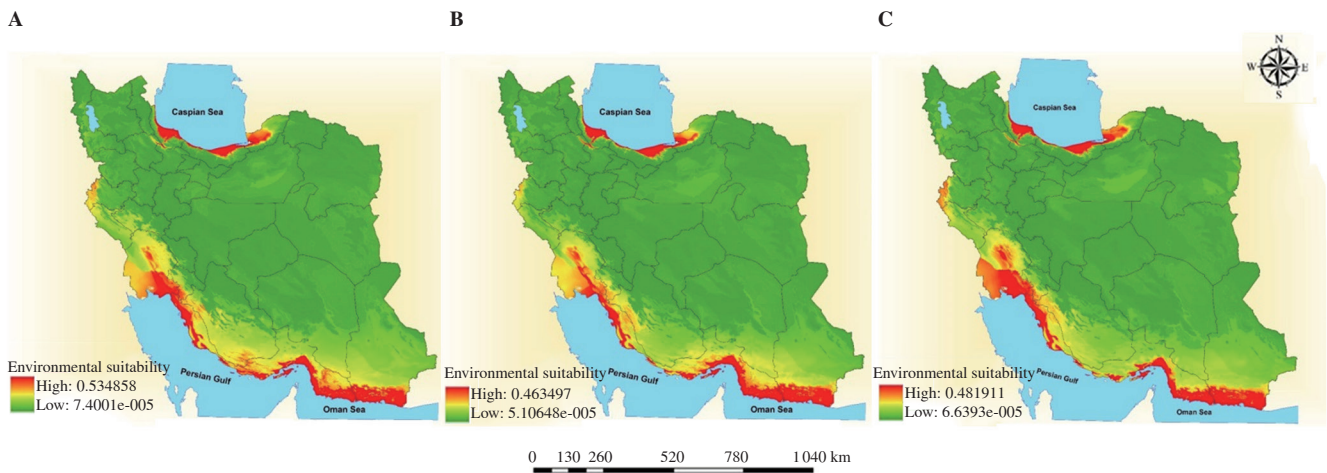 A
B
C
N
W E
S
Caspian Sea
Caspian Sea
Caspian Sea
Environmental suitability
High: 0.534858
Low: 7.4001e-005
Persian Gulf
Oman Sea
Environmental suitability
High: 0.463497
Low: 5.10648e-005
Persian Gulf
Oman Sea
Environmental suitability
High: 0.481911
Low: 6.6393e-005
Persian Gulf
Oman Sea
0 130 260 520 780 1040 km